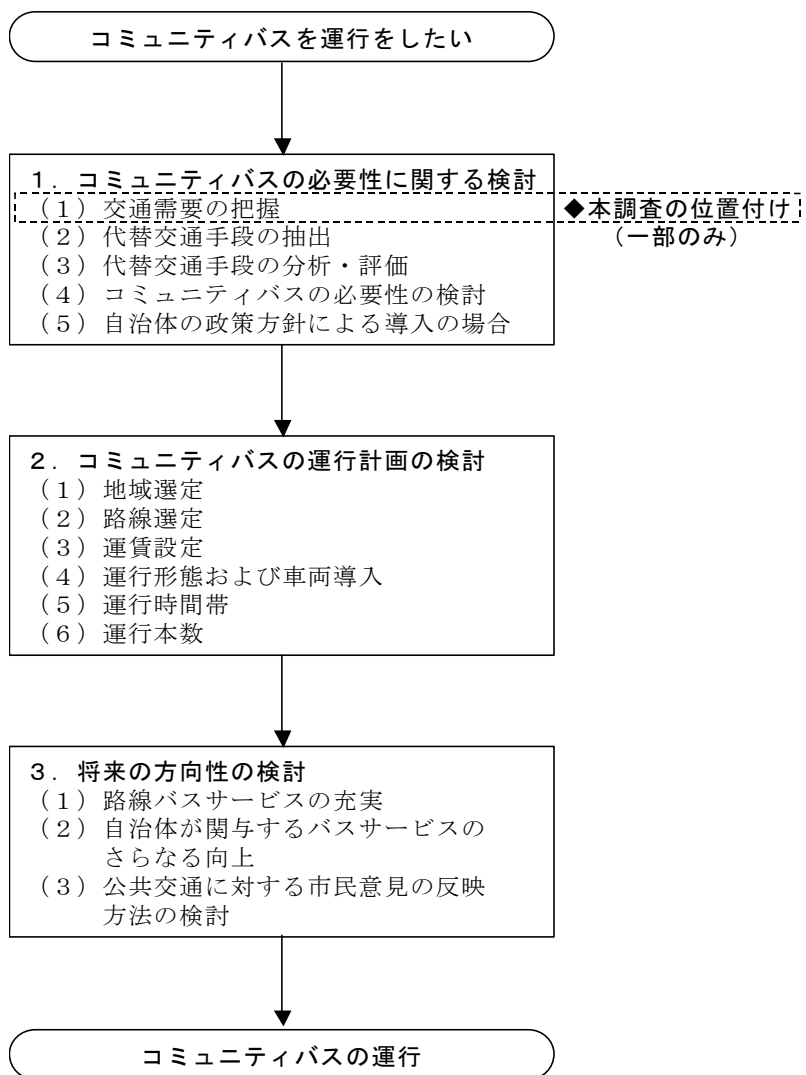 コミュニティバスを運行をしたい
１．コミュニティバスの必要性に関する検討
（１）交通需要の把握
◆本調査の位置付け
（一部のみ）
（２）代替交通手段の抽出
（３）代替交通手段の分析・評価
（４）コミュニティバスの必要性の検討
（５）自治体の政策方針による導入の場合
２．コミュニティバスの運行計画の検討
（１）地域選定
（２）路線選定
（３）運賃設定
（４）運行形態および車両導入
（５）運行時間帯
（６）運行本数
３．将来の方向性の検討
（１）路線バスサービスの充実
（２）自治体が関与するバスサービスの
さらなる向上
（３）公共交通に対する市民意見の反映
方法の検討
コミュニティバスの運行